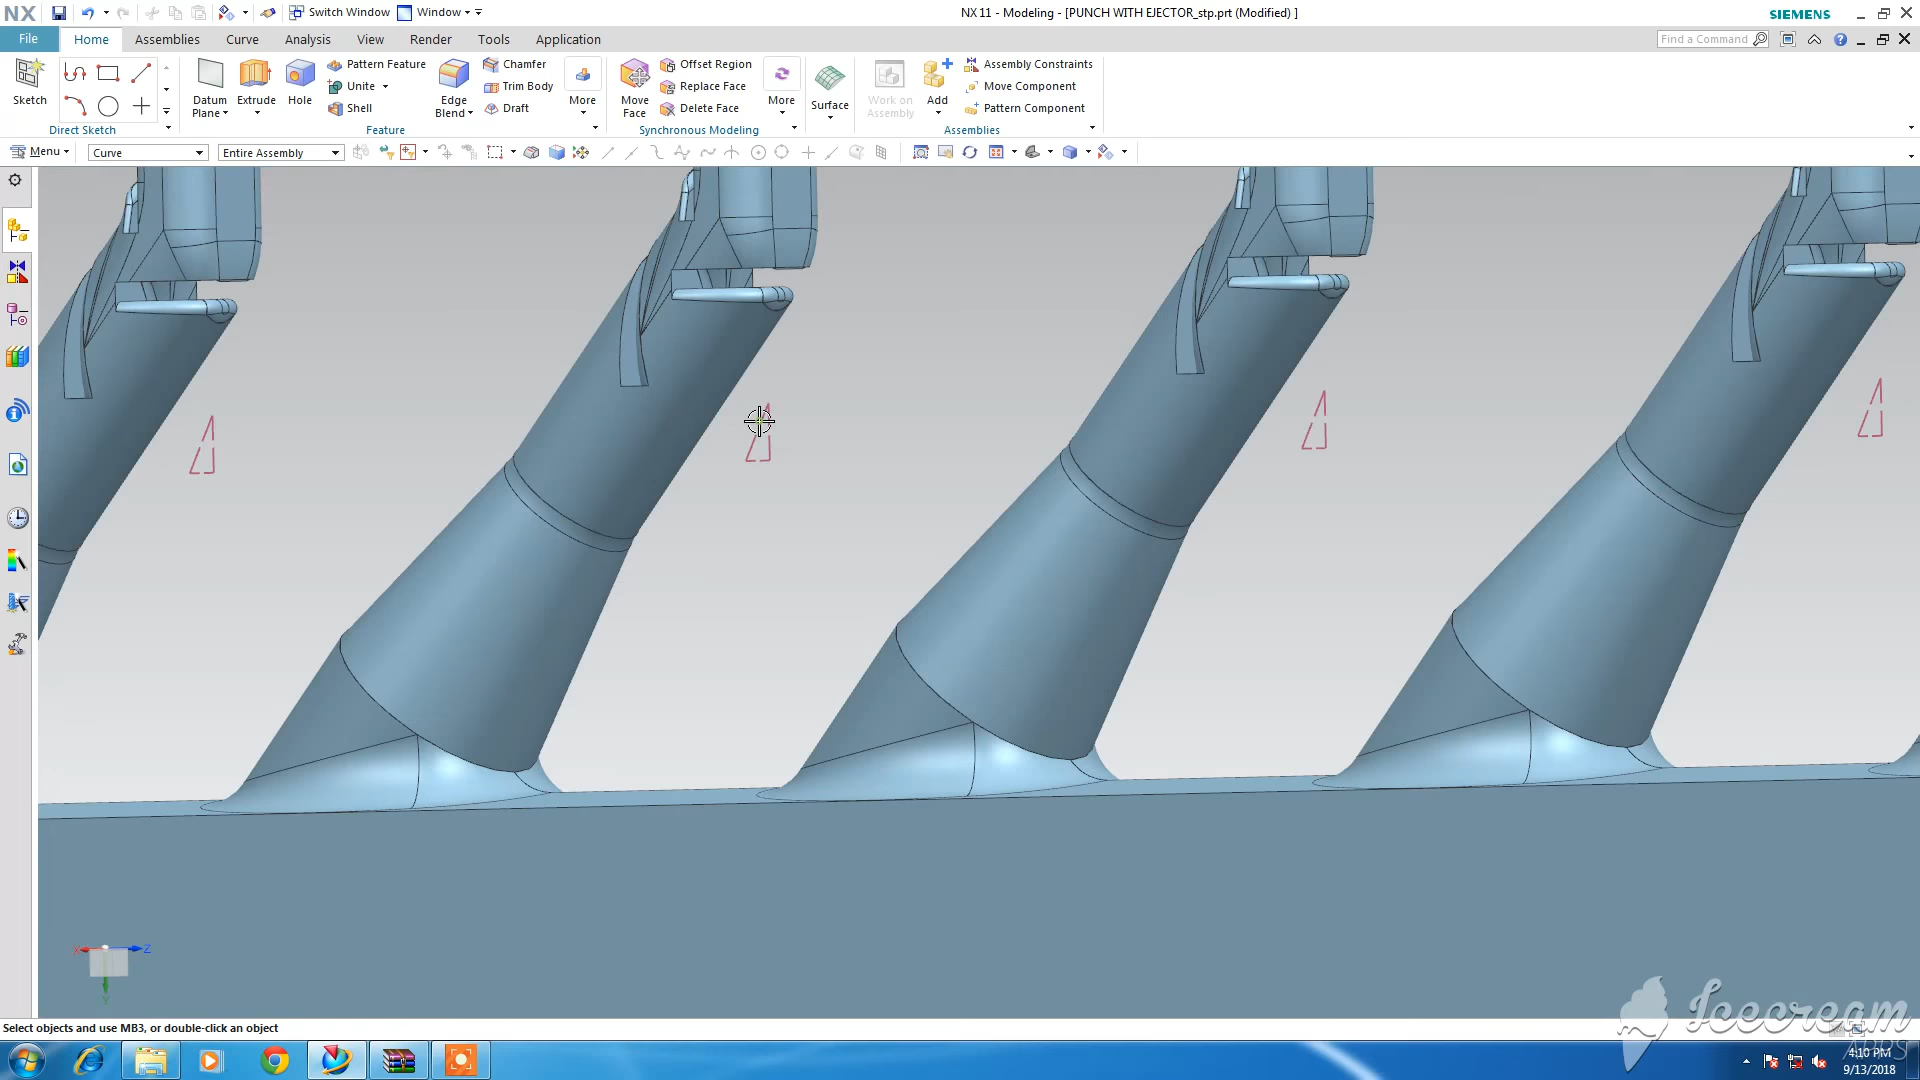 NX Switch Window Window NX 11 - Modeling - [PUNCH WITH EJECTOR_stp.prt (Modified) ] SIEMENS
File Home Assemblies Curve Analysis View Render Tools Application Find a Command
Sketch
Direct Sketch
Datum Plane
Extrude
Hole
Pattern Feature
Unite
Shell
Edge Blend
Chamfer
Trim Body
Draft
More
Feature
Move Face
Offset Region
Replace Face
Delete Face
More
Synchronous Modeling
Surface
Work on Assembly
Add
Assembly Constraints
Move Component
Pattern Component
Assemblies
Menu Curve Entire Assembly
X Z
Y
Select objects and use MB3, or double-click an object
Icecream
APPS
4:10 PM
9/13/2018